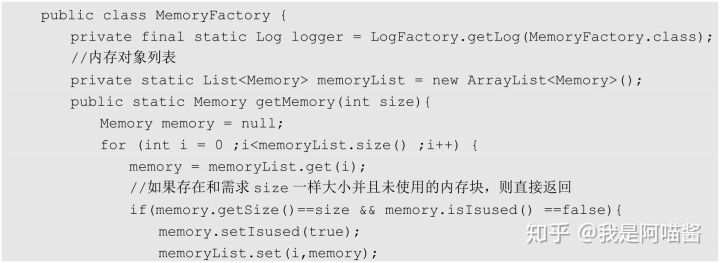 public class MemoryFactory {
private final static Log logger = LogFactory.getLog(MemoryFactory.class);
//内存对象列表
private static List<Memory> memoryList = new ArrayList<Memory>();
public static Memory getMemory(int size){
Memory memory = null;
for (int i = 0 ;i<memoryList.size() ;i++) {
memory = memoryList.get(i);
//如果存在和需求 size 一样大小并且未使用的内存块，则直接返回
if(memory.getSize()==size && memory.isIsused() ==false){
memory.setIsused(true);
memoryList.set(i,memory);
知乎 @我是阿喵酱